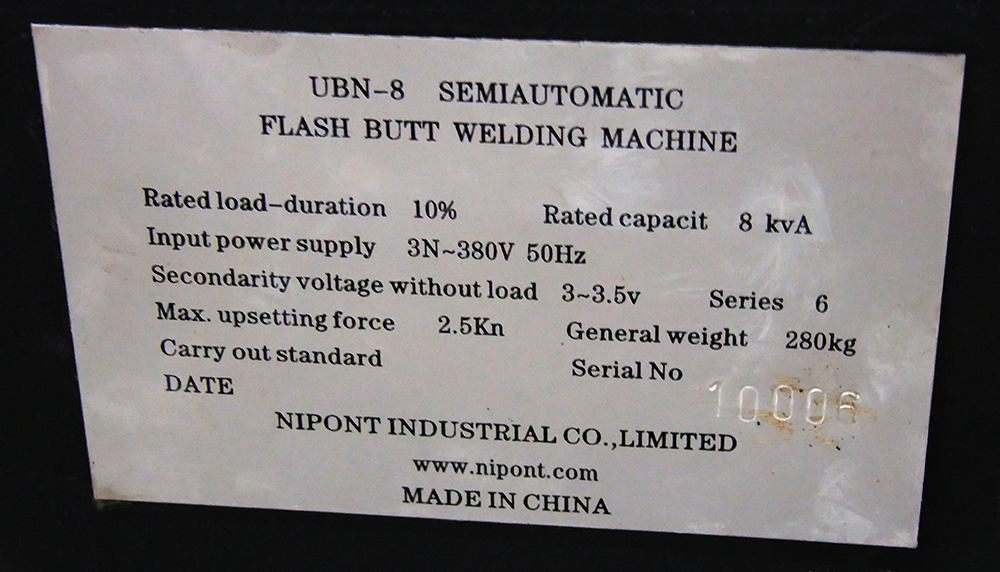 UBN-8 SEMIAUTOMATIC
FLASH BUTT WELDING MACHINE
Rated load-duration 10% Rated capacit 8 kvA
Input power supply 3N~380V 50Hz
Secondarity voltage without load 3~3.5v Series 6
Max. upsetting force 2.5Kn General weight 280kg
Carry out standard Serial No
DATE 10006
NIPONT INDUSTRIAL CO.,LIMITED
www.nipont.com
MADE IN CHINA